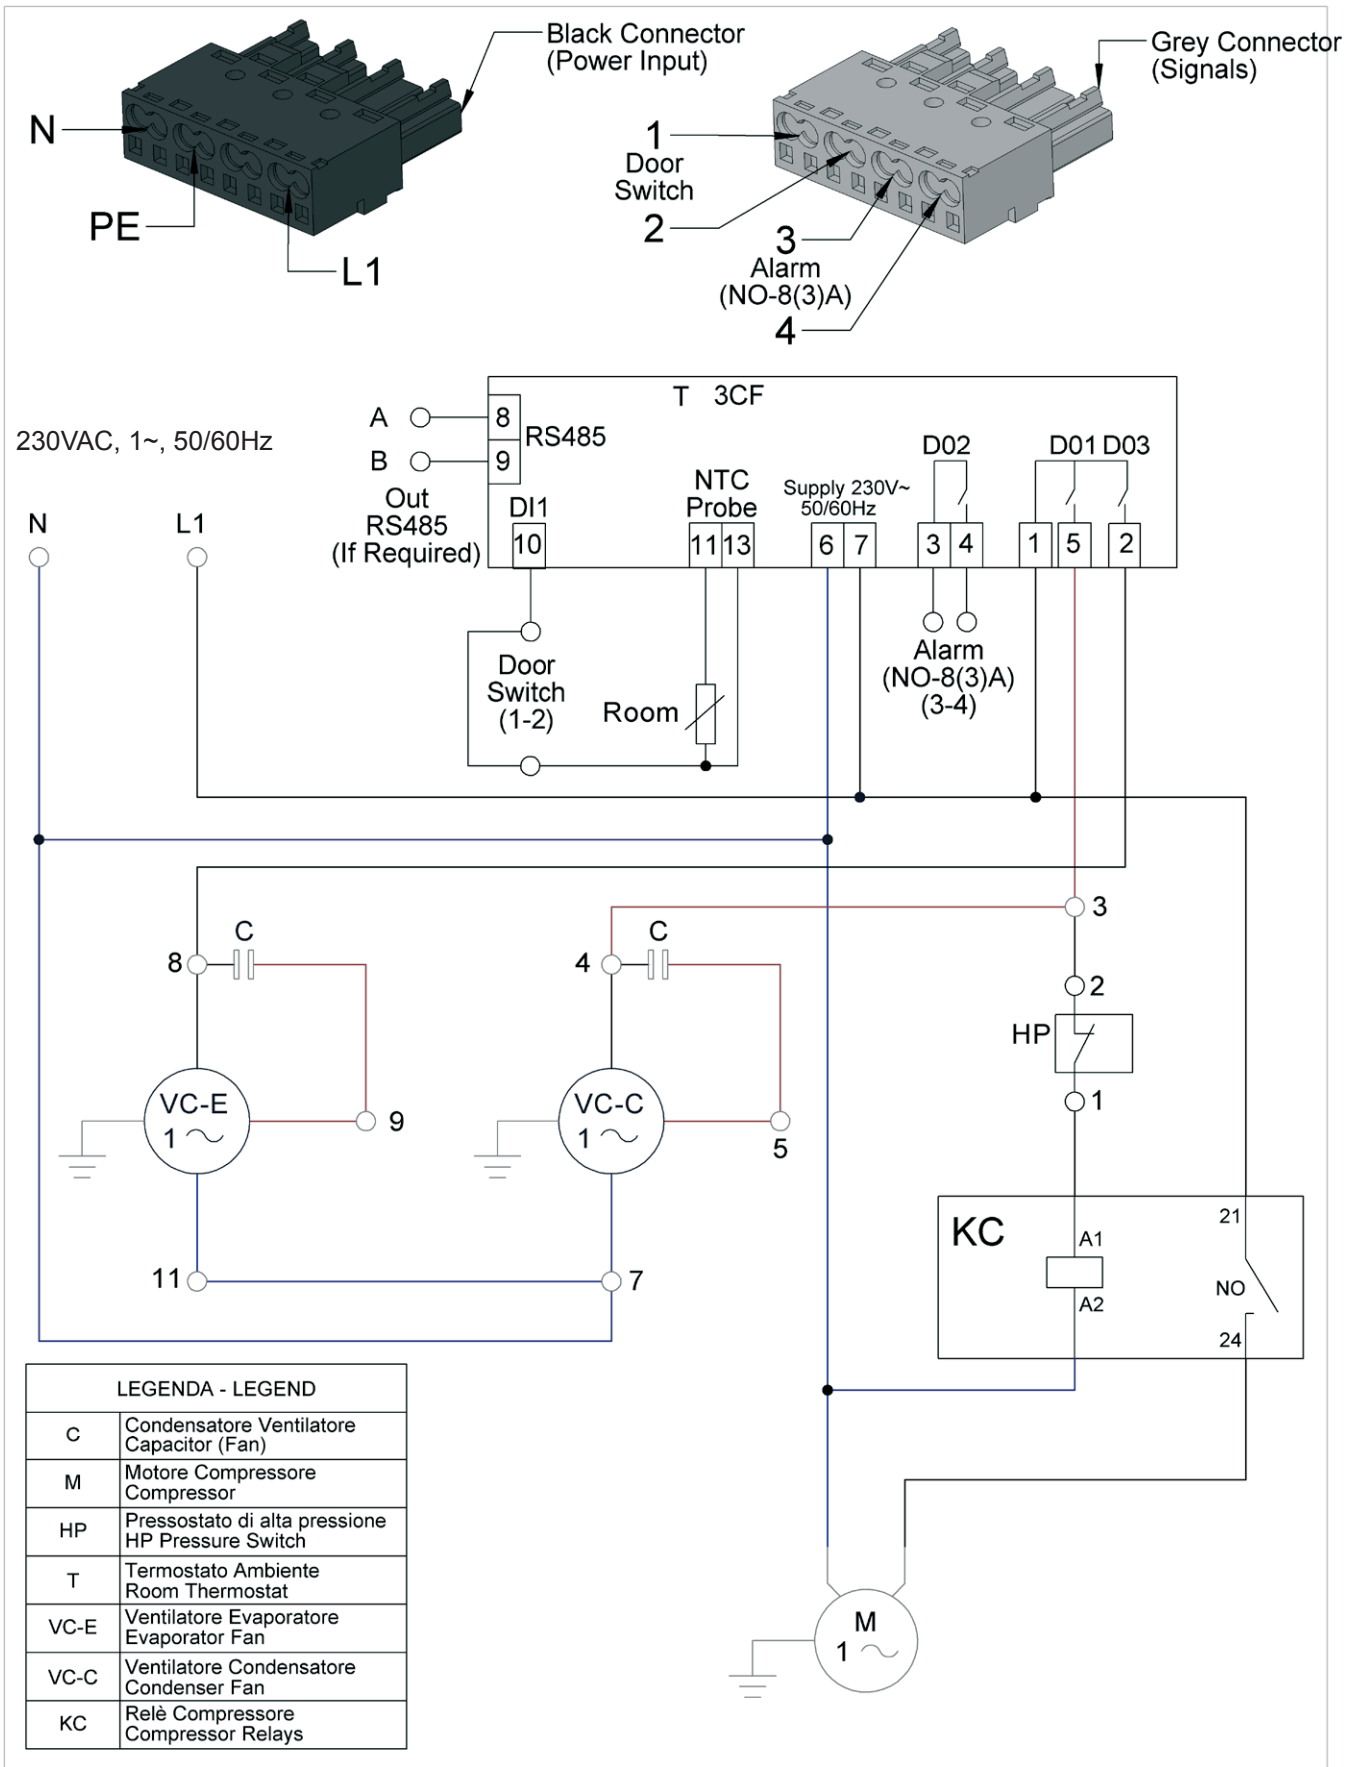 Black Connector
(Power Input)
N
PE
L1
Grey Connector
(Signals)
1
Door
Switch
2
3
Alarm
(NO-8(3)A)
4
230VAC, 1~, 50/60Hz
N
L1
T 3CF
A
8
RS485
B
9
Out
RS485
(If Required)
DI1
10
NTC
Probe
11 13
Supply 230V~
50/60Hz
6 7
D02
3 4
D01 D03
1 5 2
Door
Switch
(1-2)
Room
Alarm
(NO-8(3)A)
(3-4)
3
2
HP
1
8
C
VC-E
1
9
11
4
C
VC-C
1
5
7
KC
A1
A2
21
NO
24
M
1
LEGENDA - LEGEND
C
Condensatore Ventilatore
Capacitor (Fan)
M
Motore Compressore
Compressor
HP
Pressostato di alta pressione
HP Pressure Switch
T
Termostato Ambiente
Room Thermostat
VC-E
Ventilatore Evaporatore
Evaporator Fan
VC-C
Ventilatore Condensatore
Condenser Fan
KC
Relè Compressore
Compressor Relays